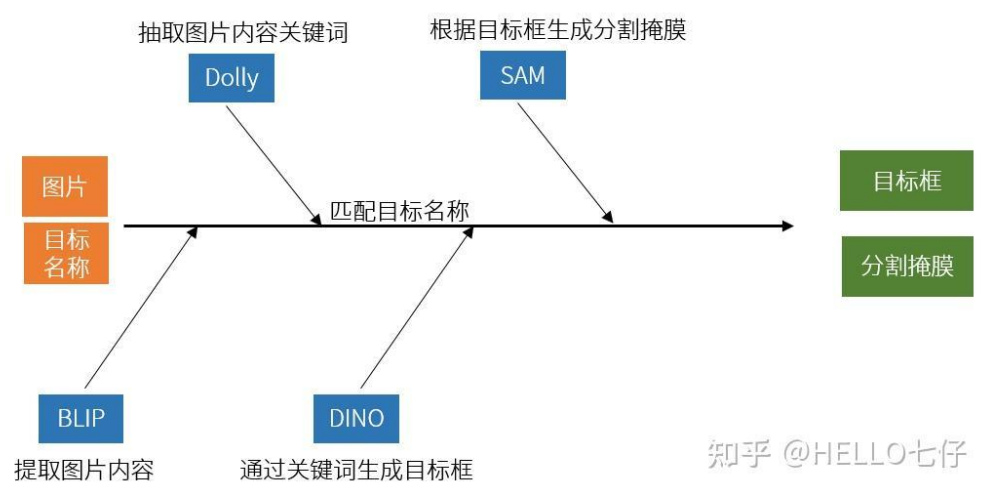 抽取图片内容关键词
根据目标框生成分割掩膜
Dolly
SAM
图片
目标框
匹配目标名称
目标
名称
分割掩膜
BLIP
DINO
提取图片内容
通过关键词生成目标框
知乎 @HELLO七仔